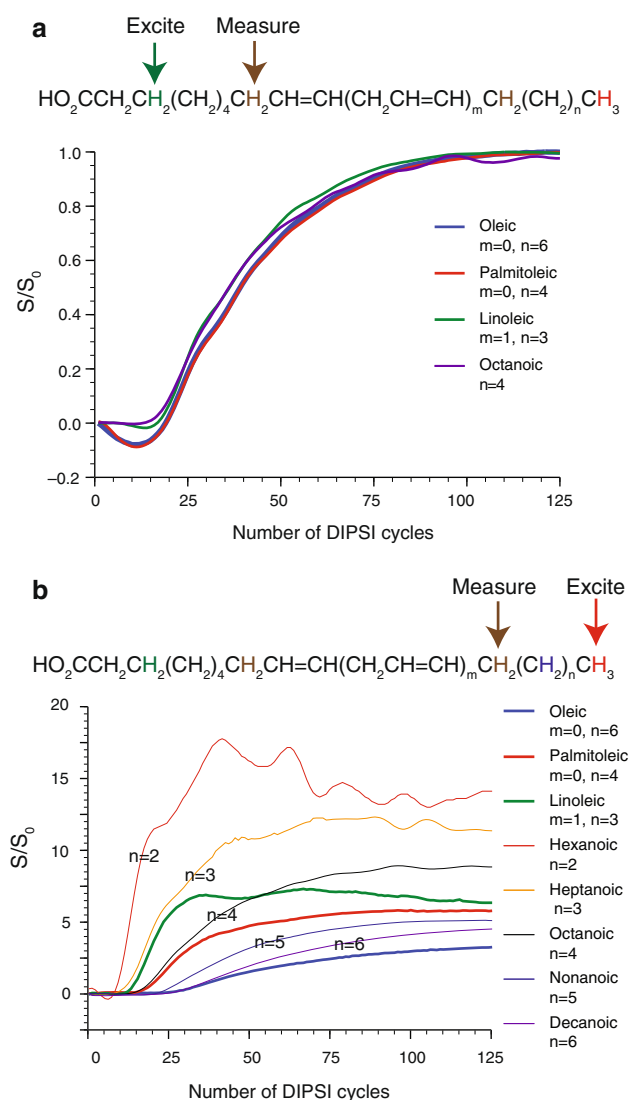 a
Excite Measure
HO₂CCH₂CH₂(CH₂)₄CH₂CH=CH(CH₂CH=CH)ₘCH₂(CH₂)ₙCH₃
1.0
0.8
0.6
0.4
0.2
0.0
−0.2
S/S₀
Oleic
m=0, n=6
Palmitoleic
m=0, n=4
Linoleic
m=1, n=3
Octanoic
n=4
0 25 50 75 100 125
Number of DIPSI cycles
b
Measure Excite
HO₂CCH₂CH₂(CH₂)₄CH₂CH=CH(CH₂CH=CH)ₘCH₂(CH₂)ₙCH₃
20
15
10
5
0
S/S₀
n=2
n=3
n=4
n=5
n=6
Oleic
m=0, n=6
Palmitoleic
m=0, n=4
Linoleic
m=1, n=3
Hexanoic
n=2
Heptanoic
n=3
Octanoic
n=4
Nonanoic
n=5
Decanoic
n=6
0 25 50 75 100 125
Number of DIPSI cycles